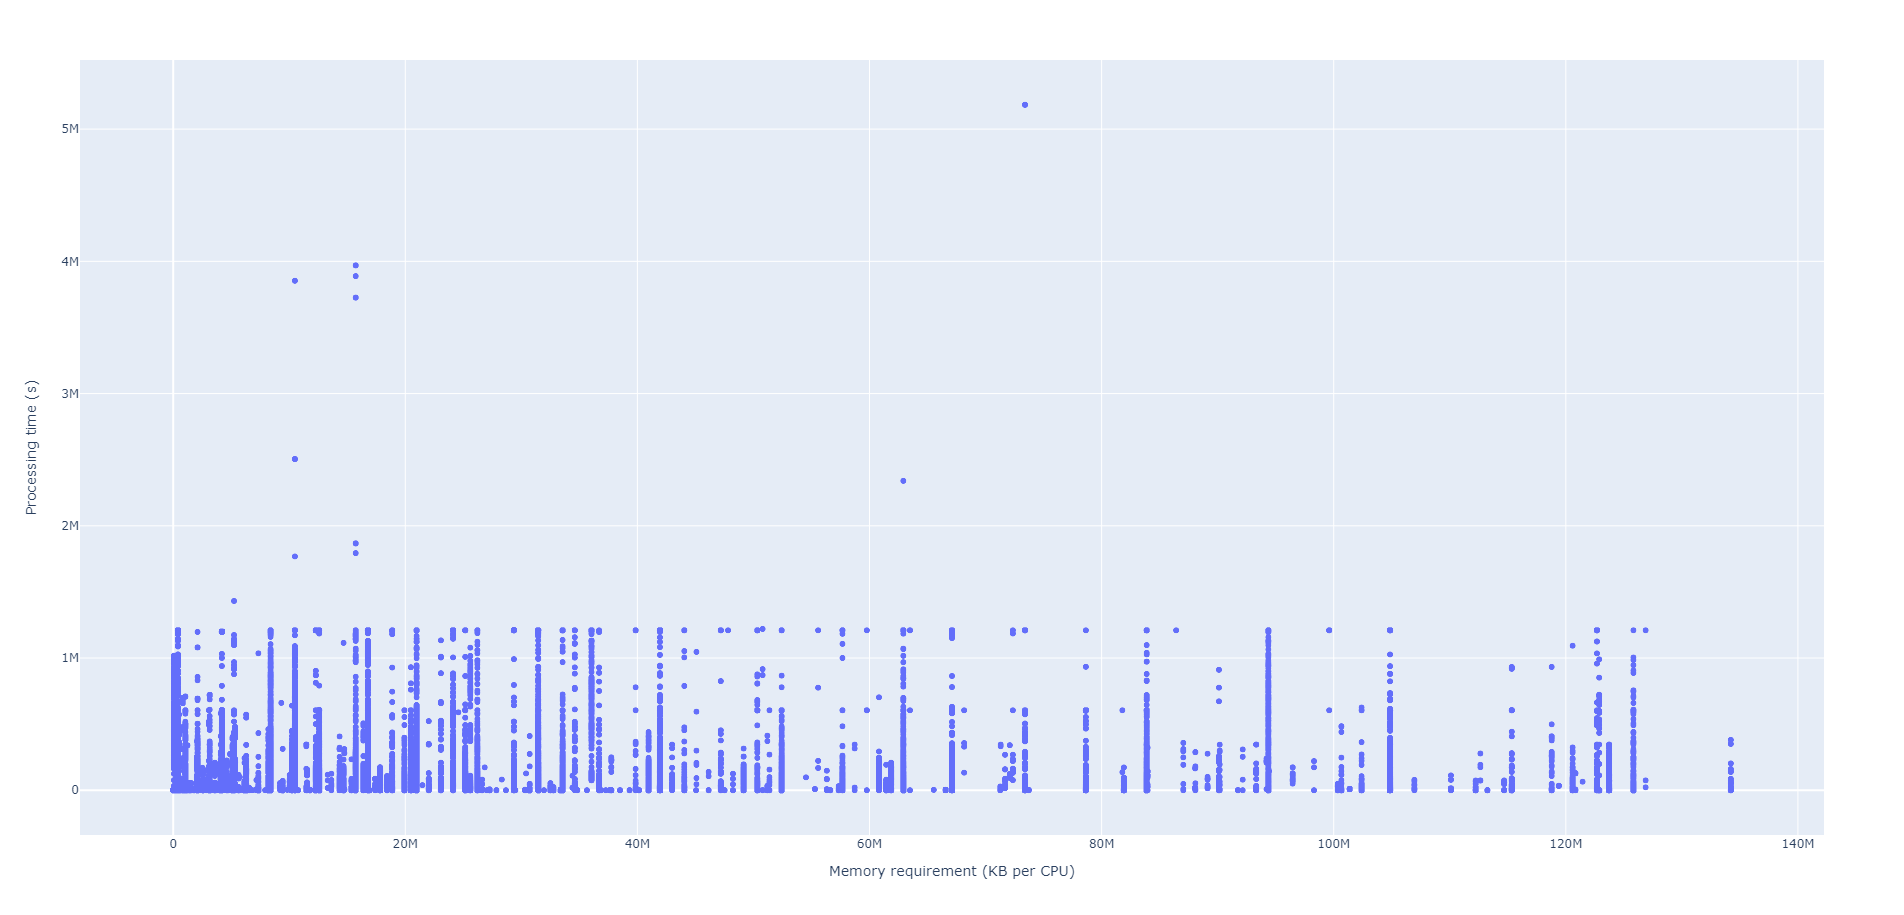 5M
4M
3M
2M
1M
0
Processing time (s)
0 20M 40M 60M 80M 100M 120M 140M
Memory requirement (KB per CPU)